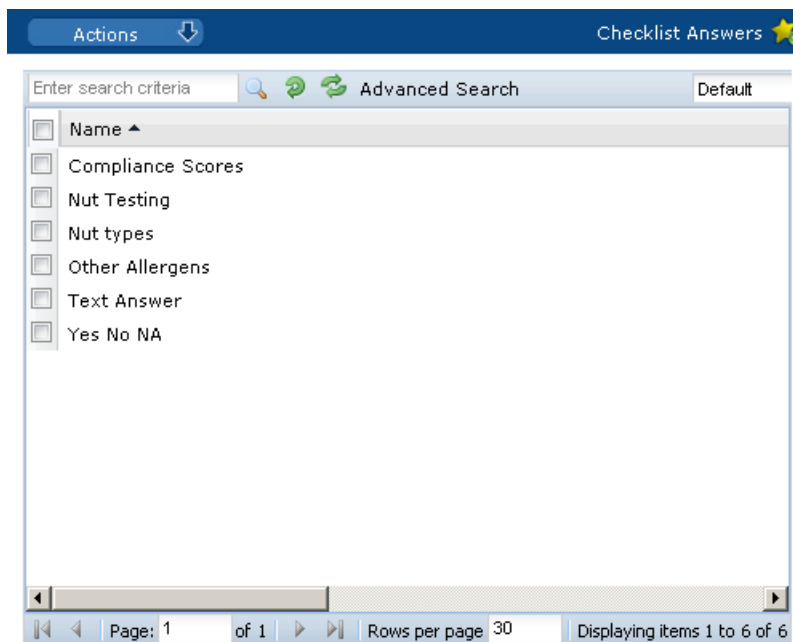 Actions Checklist Answers
Enter search criteria Advanced Search Default
Name
Compliance Scores
Nut Testing
Nut types
Other Allergens
Text Answer
Yes No NA
Page: 1 of 1 Rows per page 30 Displaying items 1 to 6 of 6